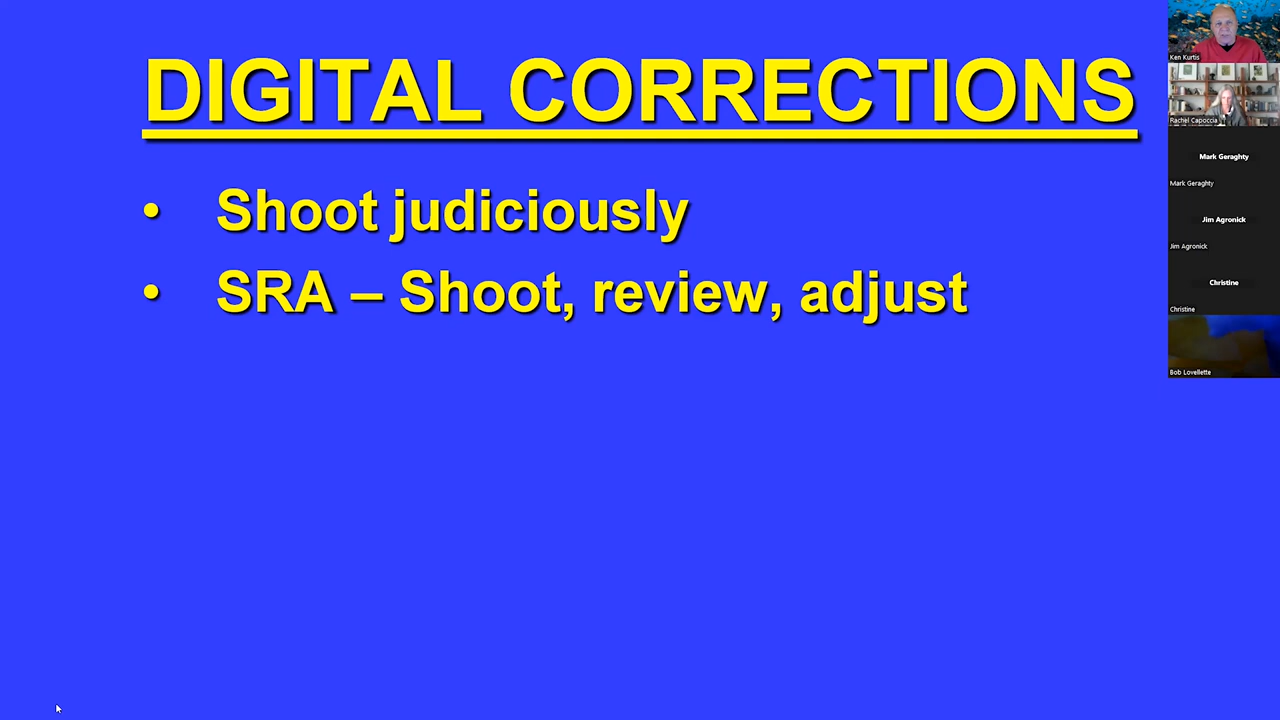 DIGITAL CORRECTIONS
• Shoot judiciously
• SRA – Shoot, review, adjust
Ken Kurtis
Rachel Capoccia
Mark Geraghty
Mark Geraghty
Jim Agronick
Jim Agronick
Christine
Christine
Bob Lovellette